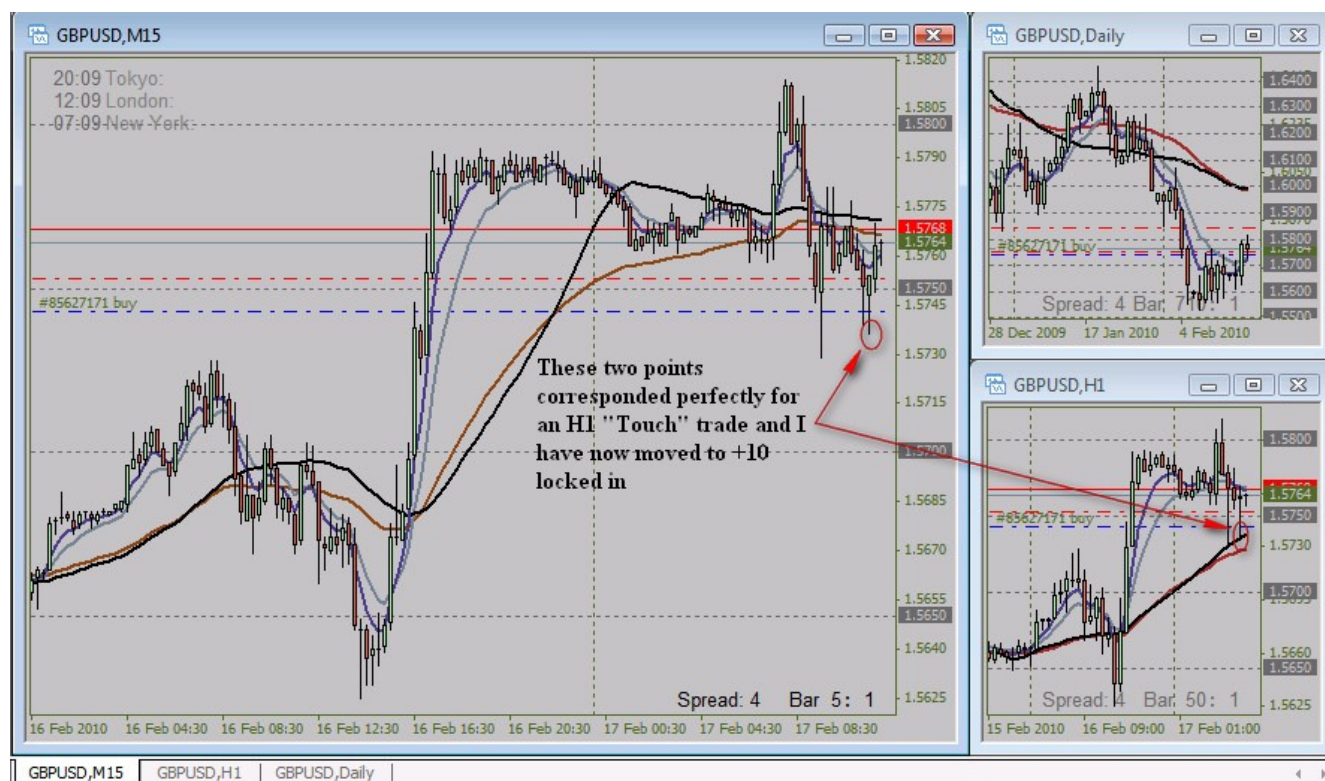 GBPUSD,M15
20:09 Tokyo:
12:09 London:
07:09 New York:
1.5820
1.5805
1.5800
1.5790
1.5775
1.5768
1.5764
1.5760
1.5750
1.5745
1.5730
1.5715
1.5700
1.5685
1.5670
1.5655
1.5650
1.5640
1.5625
#85627171 buy
These two points
corresponded perfectly for
an H1 "Touch" trade and I
have now moved to +10
locked in
Spread: 4 Bar 5: 1
16 Feb 2010 16 Feb 04:30 16 Feb 08:30 16 Feb 12:30 16 Feb 16:30 16 Feb 20:30 17 Feb 00:30 17 Feb 04:30 17 Feb 08:30
GBPUSD,Daily
1.6400
1.6300
1.6200
1.6100
1.6050
1.6000
1.5900
1.5800
1.5700
1.5600
1.5500
#85627171 buy
Spread: 4 Bar
28 Dec 2009 17 Jan 2010 4 Feb 2010
GBPUSD,H1
1.5800
1.5764
1.5750
1.5730
1.5700
1.5660
1.5650
1.5625
#85627171 buy
Spread: 4 Bar 50: 1
15 Feb 2010 16 Feb 09:00 17 Feb 01:00
GBPUSD,M15 GBPUSD,H1 GBPUSD,Daily